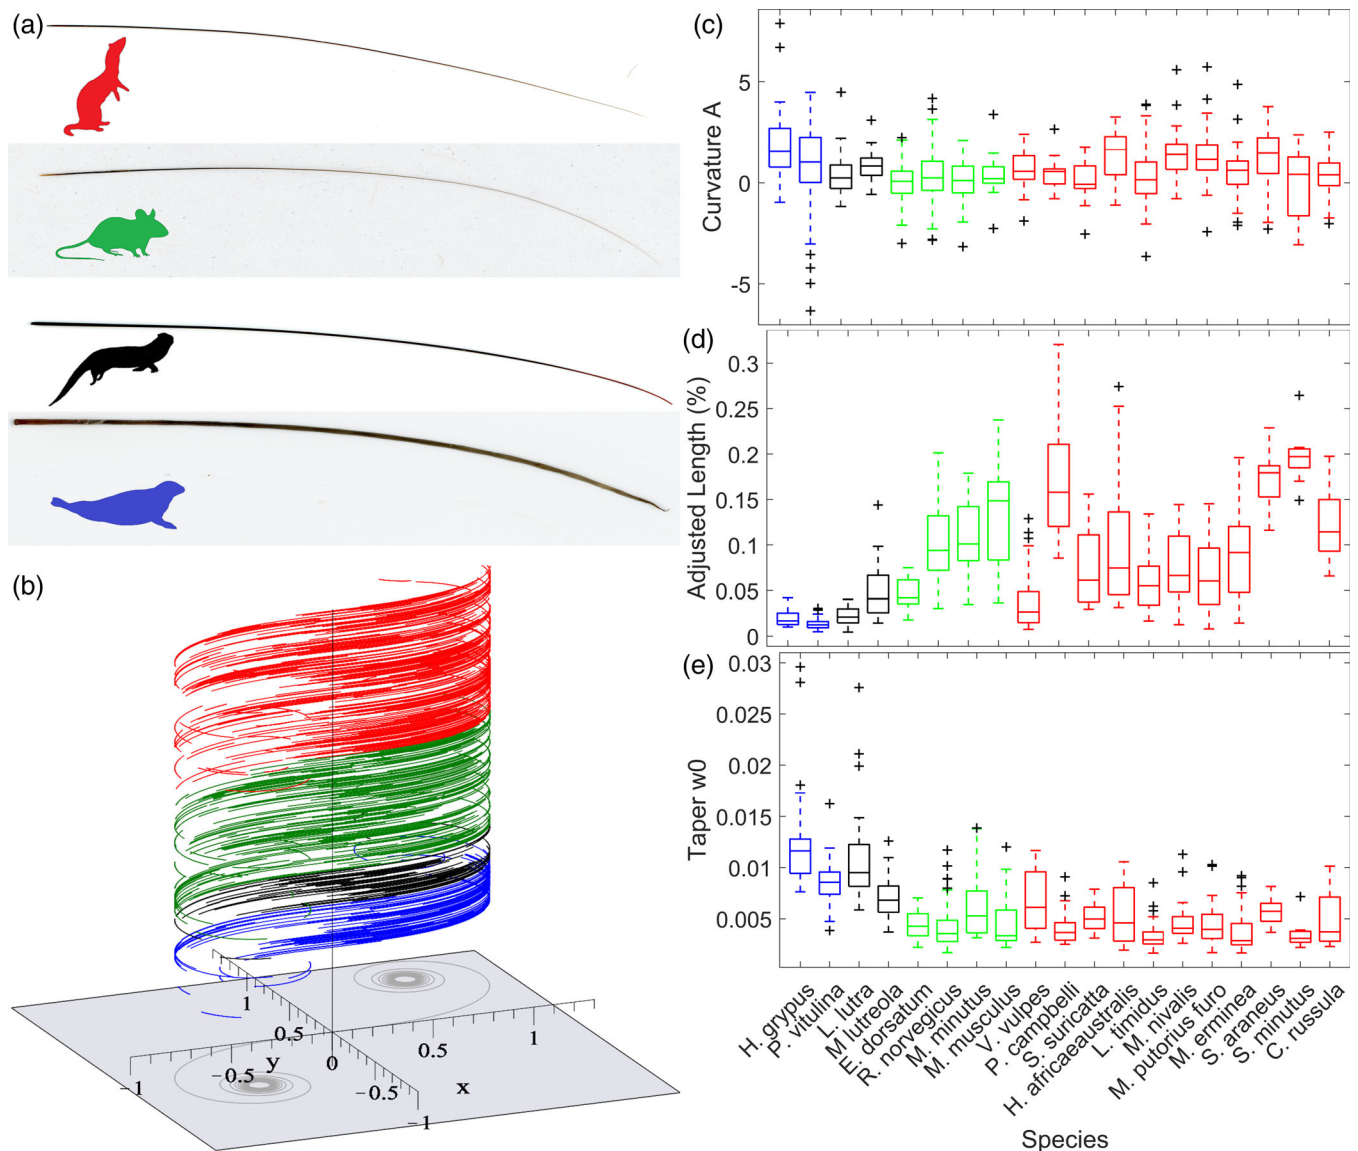 (a)
(b)
1
0.5
0
-0.5
-1
y
-1
-0.5
0.5
1
x
(c)
Curvature A
5
0
-5
(d)
Adjusted Length (%)
0.3
0.25
0.2
0.15
0.1
0.05
0
(e)
Taper w0
0.03
0.025
0.02
0.015
0.01
0.005
H. grypus
P. vitulina
L. lutra
M lutreola
E. dorsatum
R. norvegicus
M. minutus
M. musculus
V. vulpes
P. campbelli
S. suricatta
H. africaeaustralis
L. timidus
M. nivalis
M. putorius furo
M. erminea
S. araneus
S. minutus
C. russula
Species